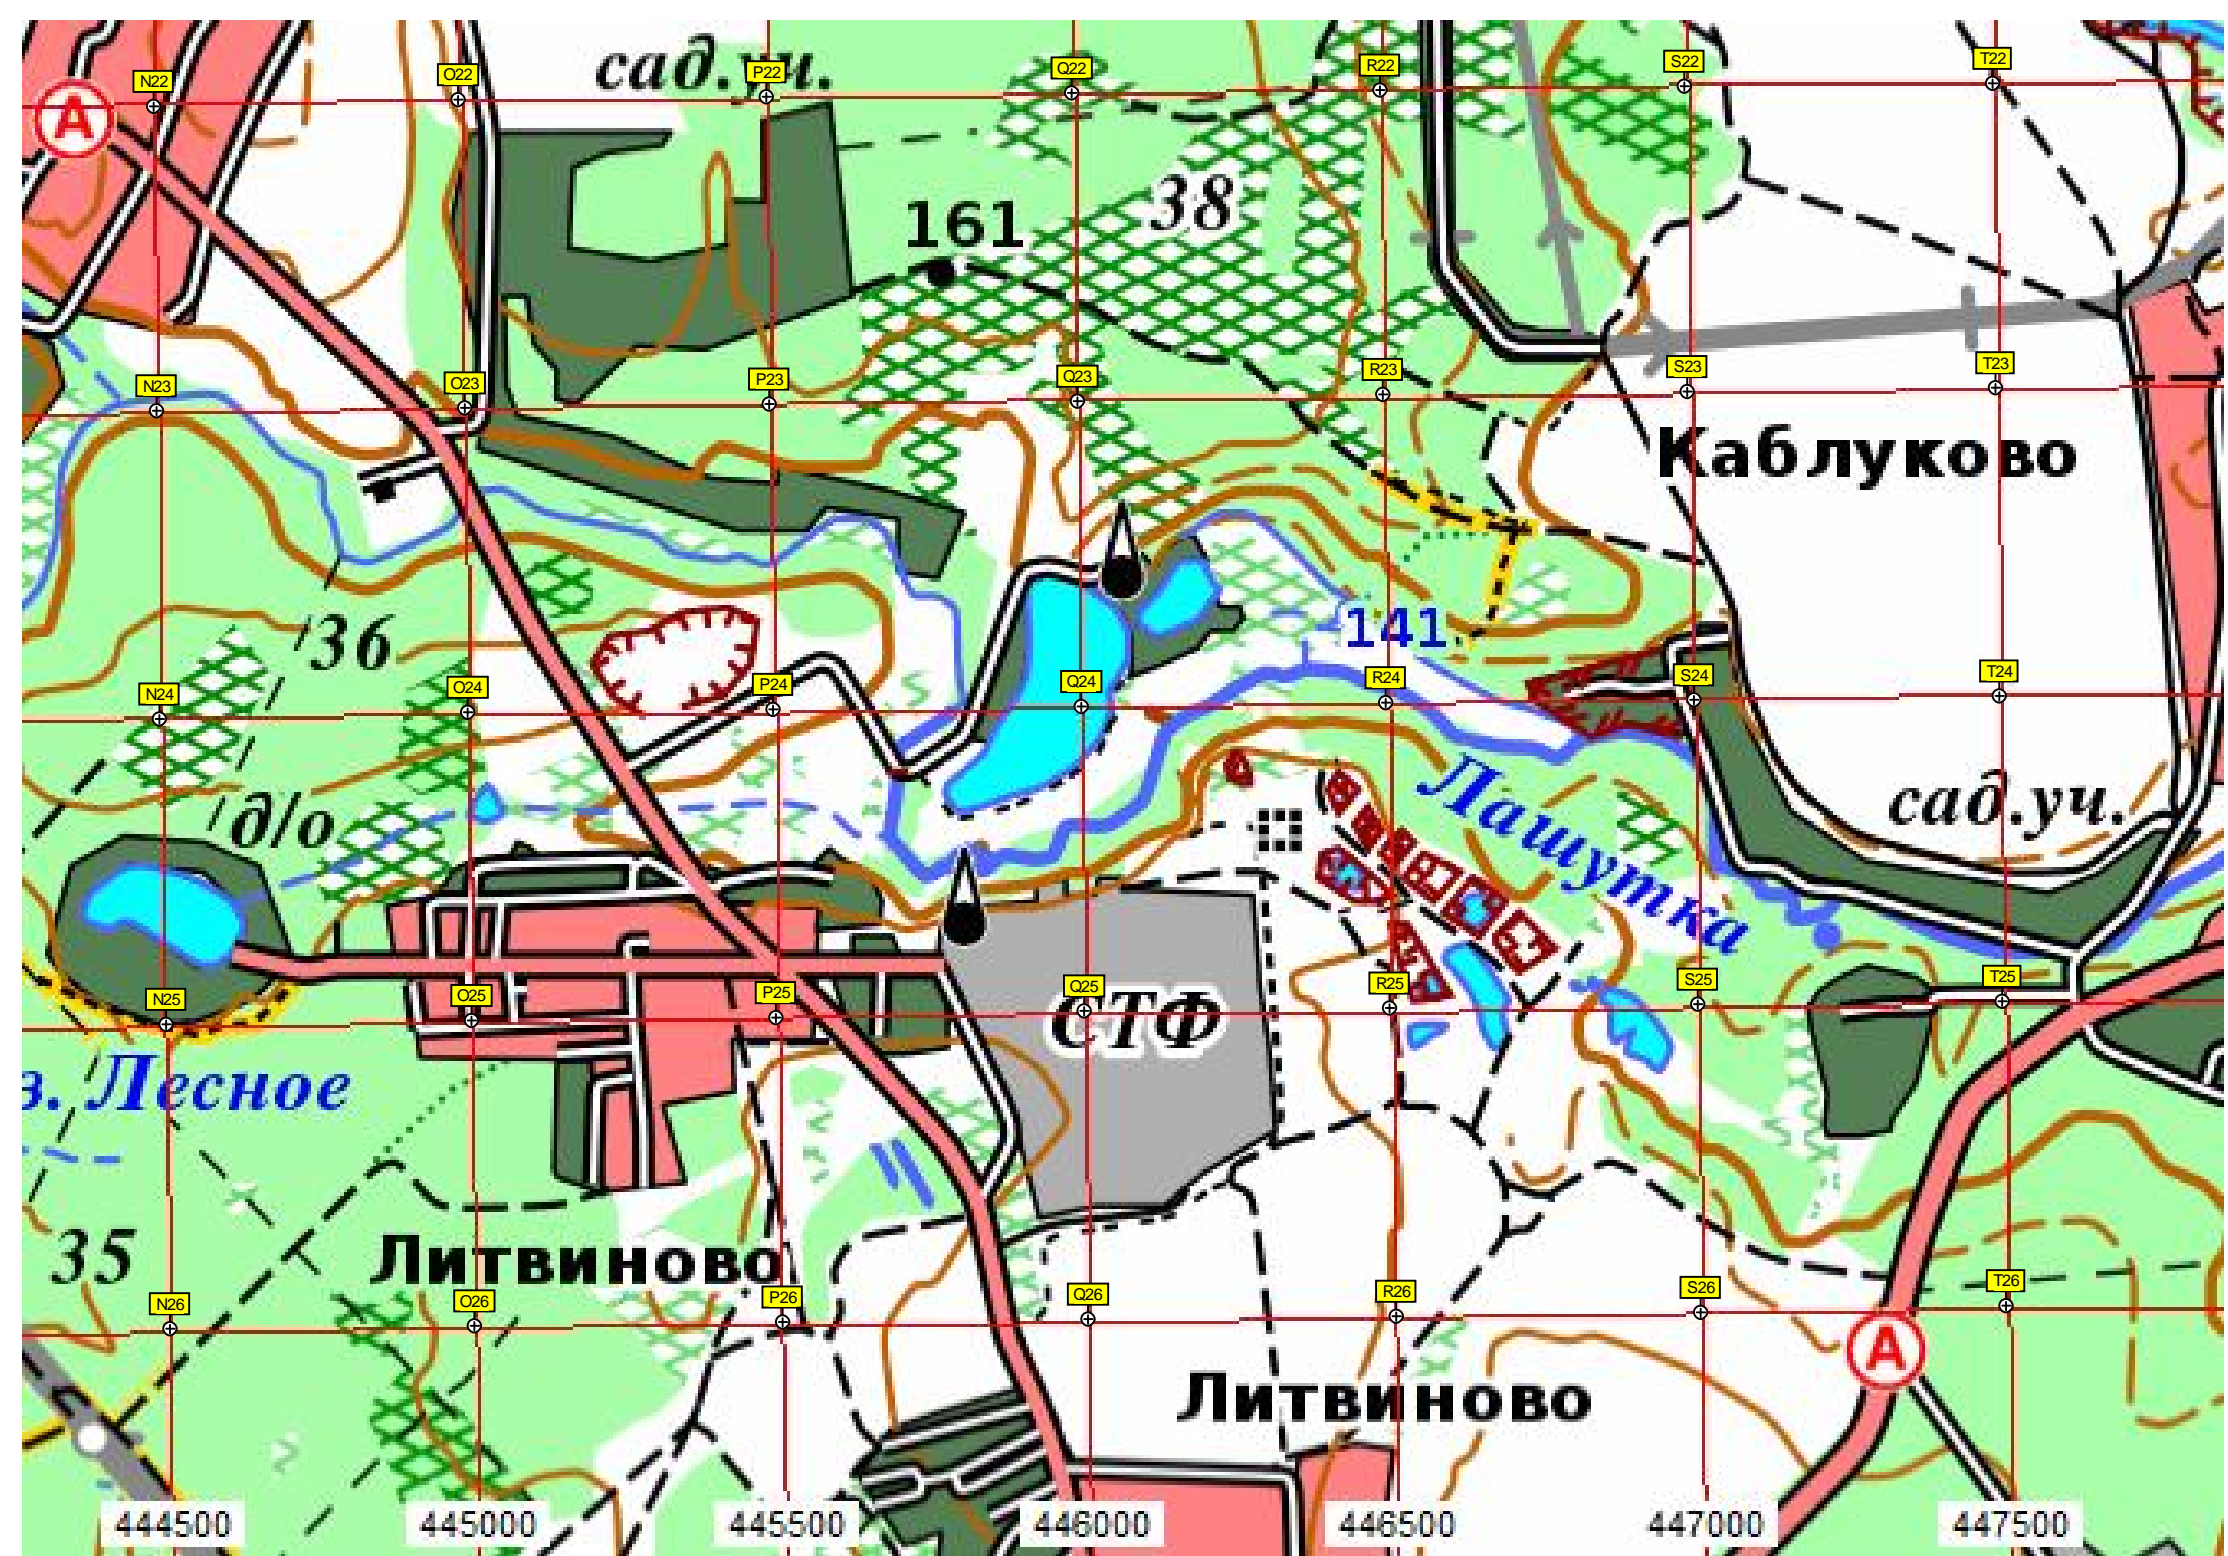 сад.уч.
N22 O22 P22 Q22 R22 S22 T22
А
38
161
N23 O23 P23 Q23 R23 S23 T23
Каблуково
36
141
N24 O24 P24 Q24 R24 S24 T24
Лашутка
сад.уч.
д/о
СТФ
N25 O25 P25 Q25 R25 S25 T25
з. Лесное
35
Литвиново
N26 O26 P26 Q26 R26 S26 T26
А
Литвиново
444500 445000 445500 446000 446500 447000 447500